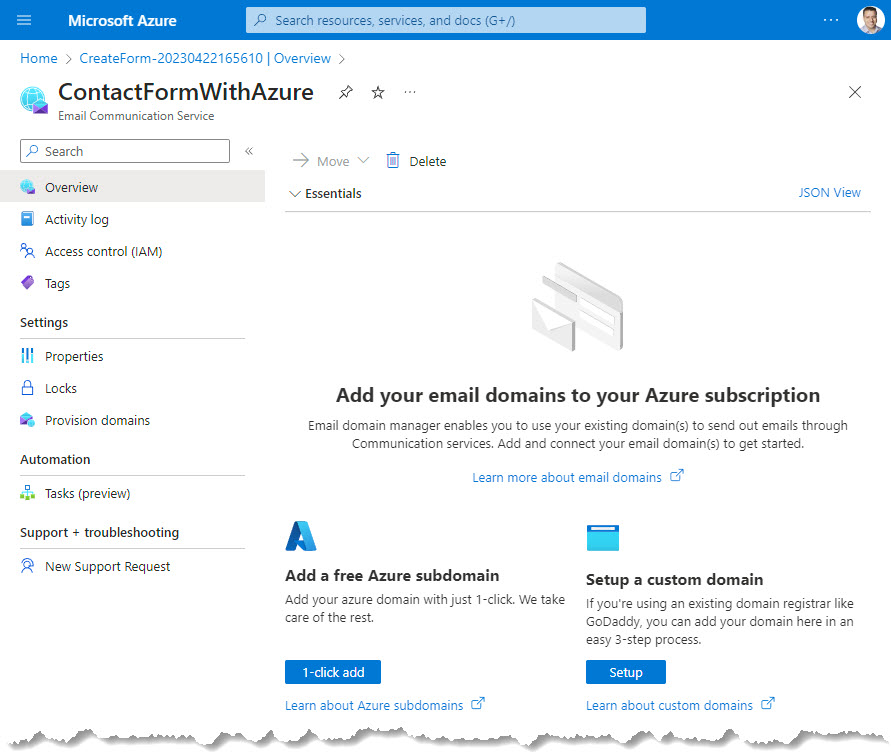 Microsoft Azure
Search resources, services, and docs (G+/)
Home > CreateForm-20230422165610 | Overview >
ContactFormWithAzure
Email Communication Service
Search
Overview
Activity log
Access control (IAM)
Tags
Settings
Properties
Locks
Provision domains
Automation
Tasks (preview)
Support + troubleshooting
New Support Request
Move
Delete
Essentials
JSON View
Add your email domains to your Azure subscription
Email domain manager enables you to use your existing domain(s) to send out emails through
Communication services. Add and connect your email domain(s) to get started.
Learn more about email domains
Add a free Azure subdomain
Add your azure domain with just 1-click. We take
care of the rest.
1-click add
Learn about Azure subdomains
Setup a custom domain
If you're using an existing domain registrar like
GoDaddy, you can add your domain here in an
easy 3-step process.
Setup
Learn about custom domains